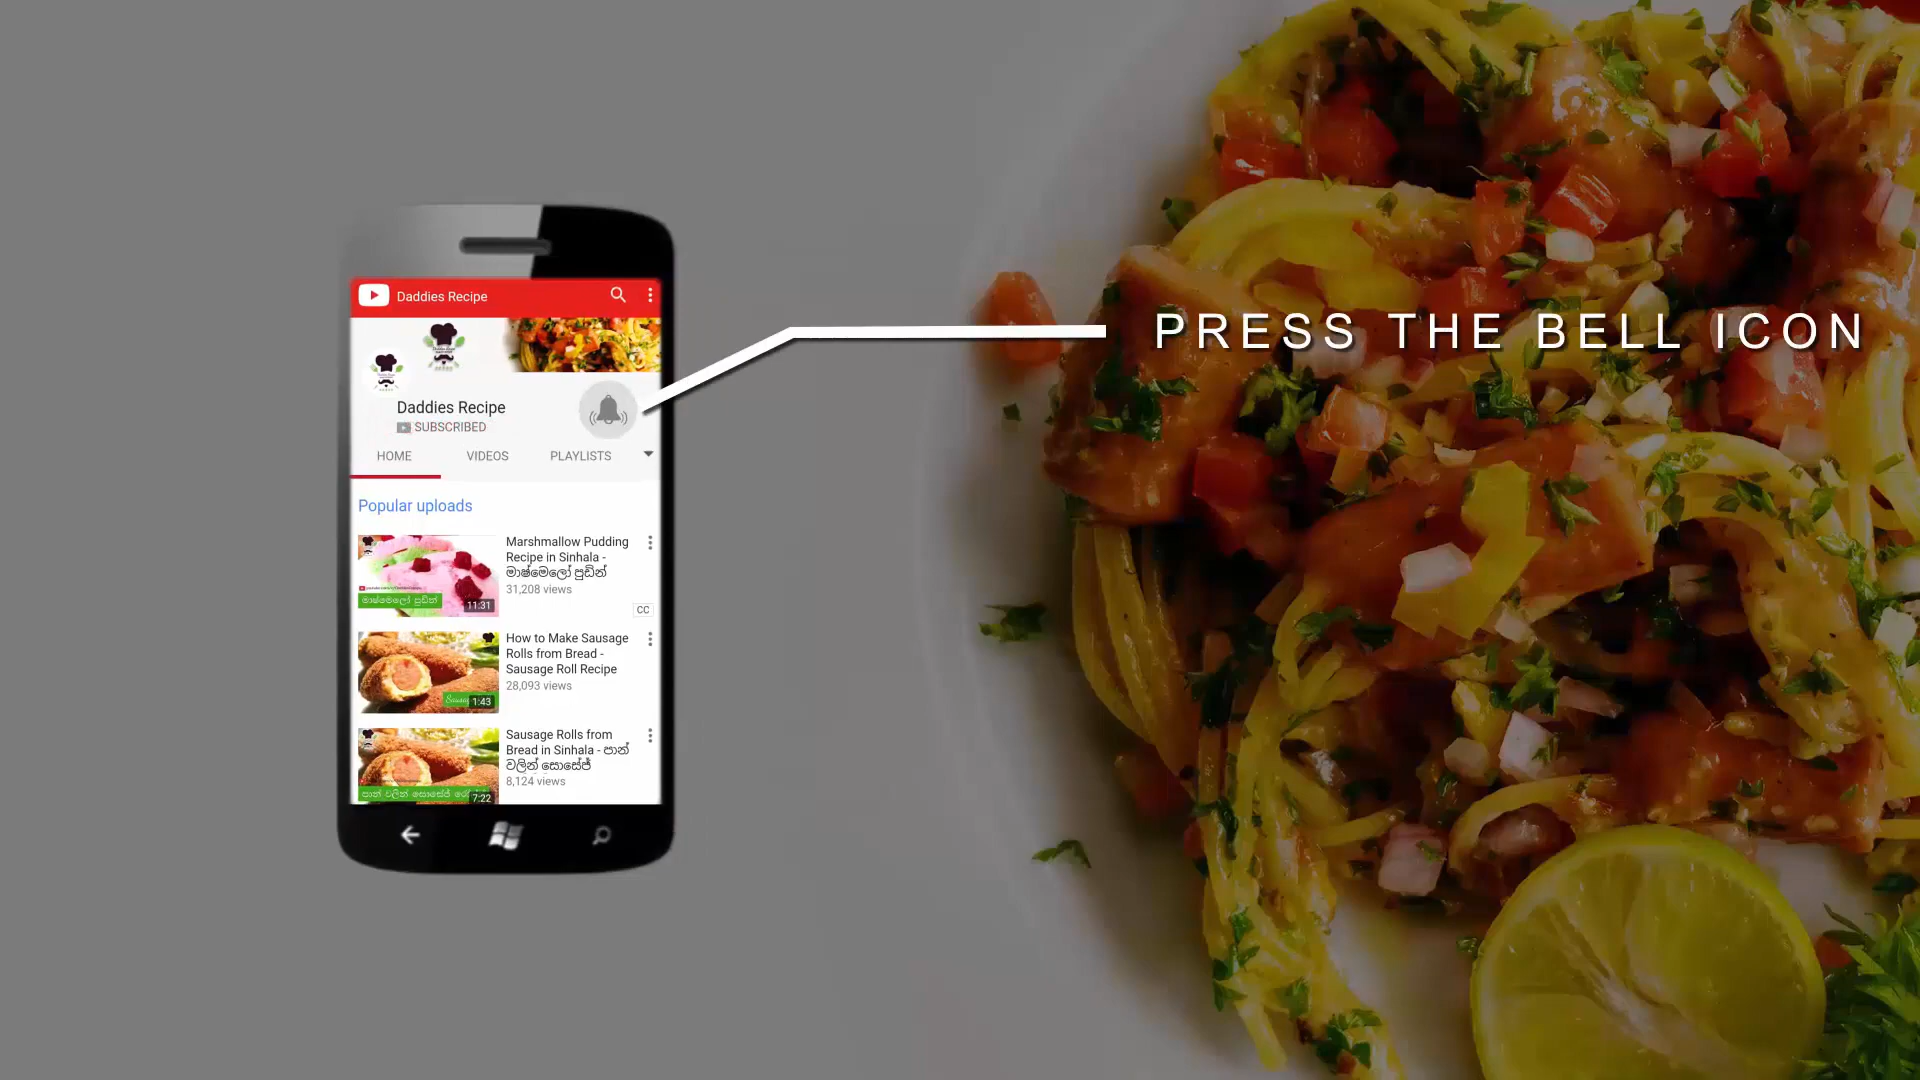 Daddies Recipe
PRESS THE BELL ICON
Daddies Recipe
SUBSCRIBED
HOME VIDEOS PLAYLISTS
Popular uploads
Marshmallow Pudding
Recipe in Sinhala -
මාෂ්මෙලෝ පුඩින්
31,208 views
CC
මාෂ්මෙලෝ පුඩින්
11:31
How to Make Sausage
Rolls from Bread -
Sausage Roll Recipe
28,093 views
1:43
Sausage Rolls from
Bread in Sinhala - පාන්
වලින් සොසේජ්
8,124 views
පාන් වලින් සොසේජ්
7:22